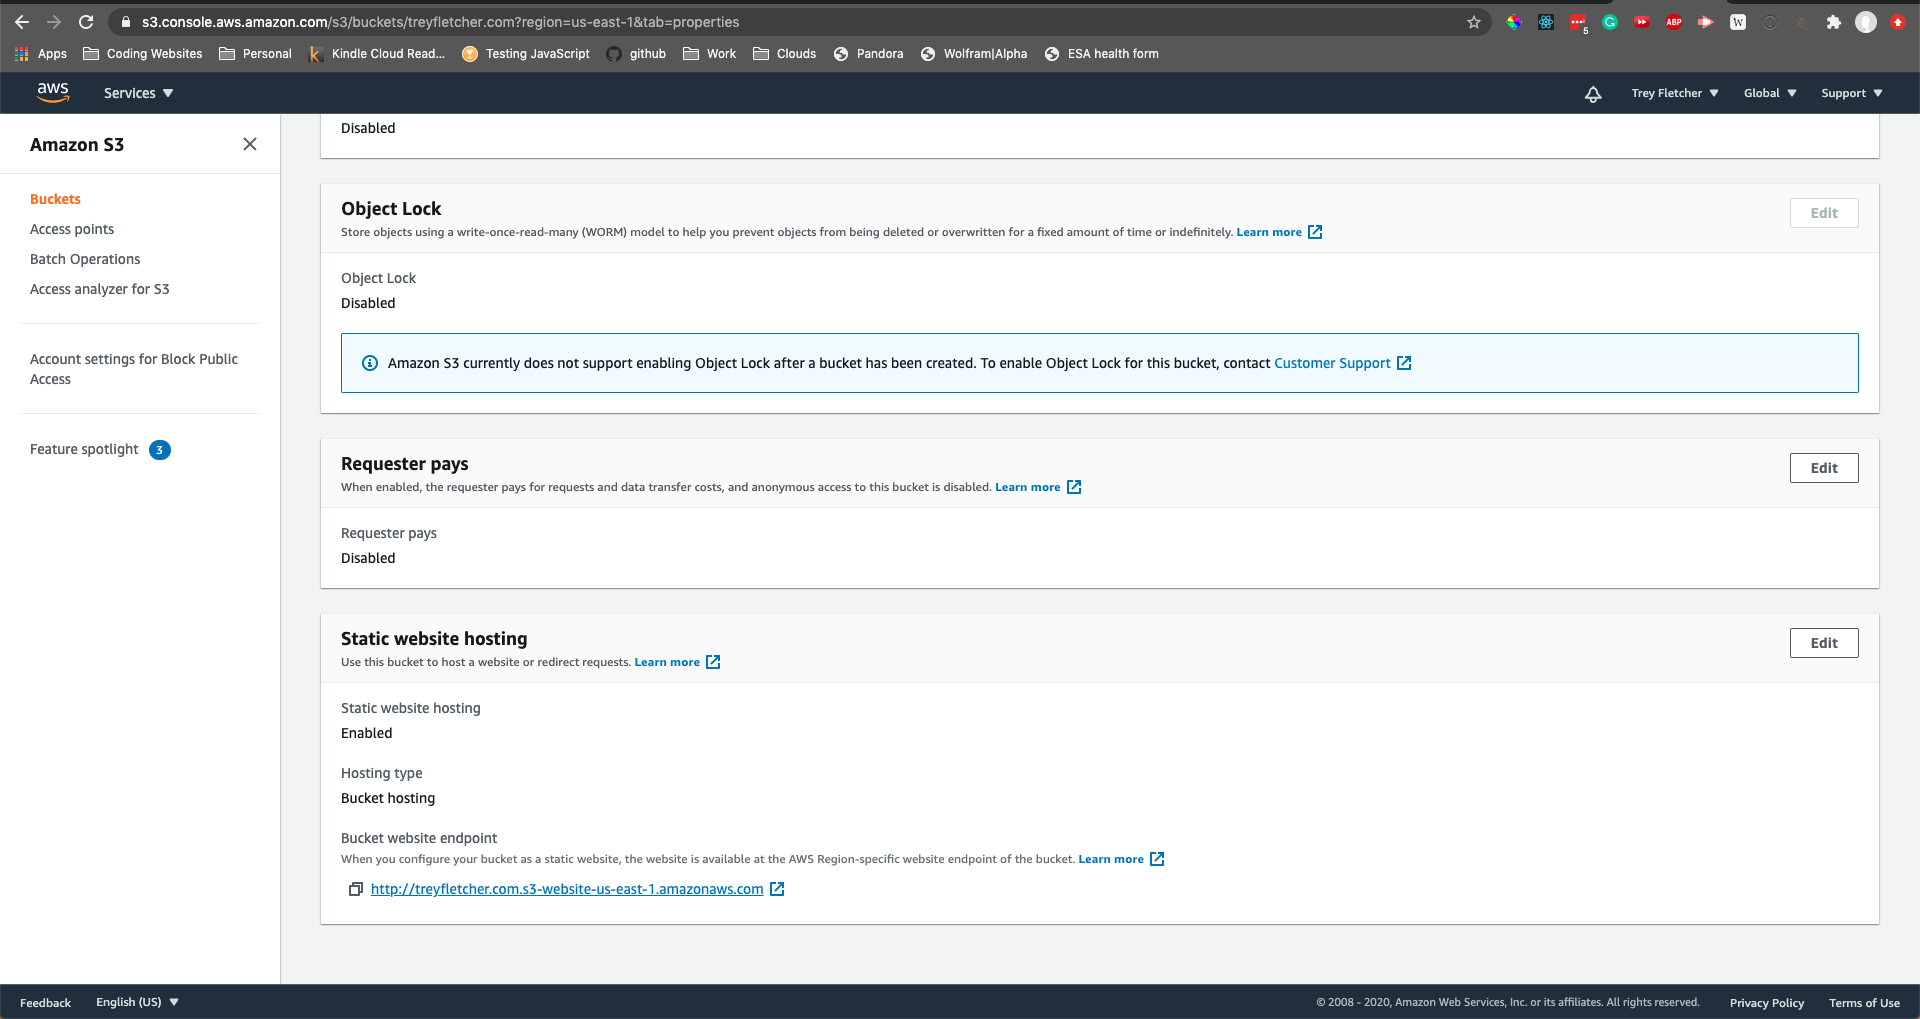 s3.console.aws.amazon.com/s3/buckets/treyfletcher.com?region=us-east-1&tab=properties
5
ABP
W
Apps
Coding Websites
Personal
Kindle Cloud Read...
Testing JavaScript
github
Work
Clouds
Pandora
Wolfram|Alpha
ESA health form
aws
Services
Trey Fletcher
Global
Support
Amazon S3
Buckets
Access points
Batch Operations
Access analyzer for S3
Account settings for Block Public
Access
Feature spotlight 3
Disabled
Object Lock
Edit
Store objects using a write-once-read-many (WORM) model to help you prevent objects from being deleted or overwritten for a fixed amount of time or indefinitely. Learn more
Object Lock
Disabled
Amazon S3 currently does not support enabling Object Lock after a bucket has been created. To enable Object Lock for this bucket, contact Customer Support
Requester pays
Edit
When enabled, the requester pays for requests and data transfer costs, and anonymous access to this bucket is disabled. Learn more
Requester pays
Disabled
Static website hosting
Edit
Use this bucket to host a website or redirect requests. Learn more
Static website hosting
Enabled
Hosting type
Bucket hosting
Bucket website endpoint
When you configure your bucket as a static website, the website is available at the AWS Region-specific website endpoint of the bucket. Learn more
http://treyfletcher.com.s3-website-us-east-1.amazonaws.com
Feedback
English (US)
© 2008 - 2020, Amazon Web Services, Inc. or its affiliates. All rights reserved.
Privacy Policy
Terms of Use